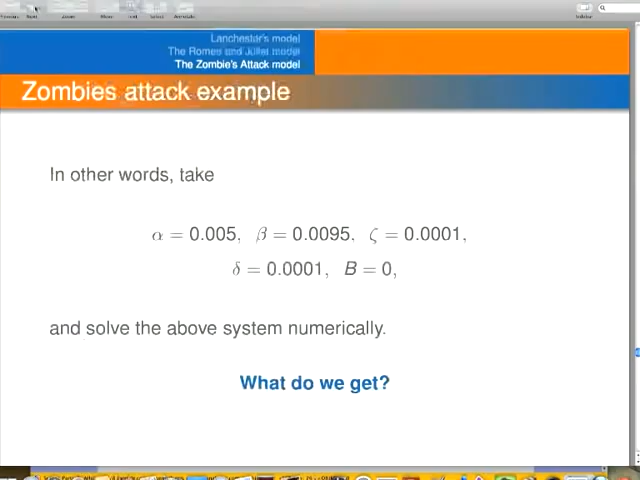 Lanchester's model
The Romeo and Juliet model
The Zombie's Attack model
Zombies attack example
In other words, take
α = 0.005, β = 0.0095, ζ = 0.0001,
δ = 0.0001, B = 0,
and solve the above system numerically.
What do we get?